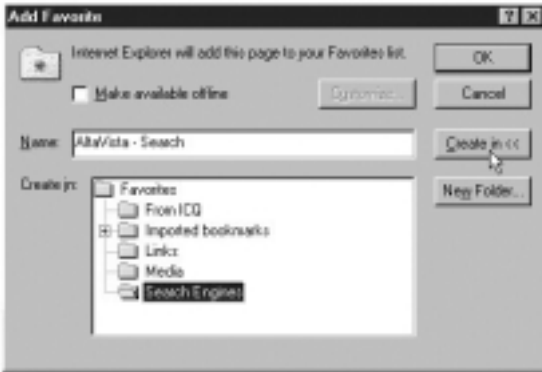 Add Favorite
Internet Explorer will add this page to your Favorites list.
OK
Make available offline
Customize...
Cancel
Name: AltaVista - Search
Create in <<
Create in:
Favorites
New Folder...
From ICQ
Imported bookmarks
Links
Media
Search Engines